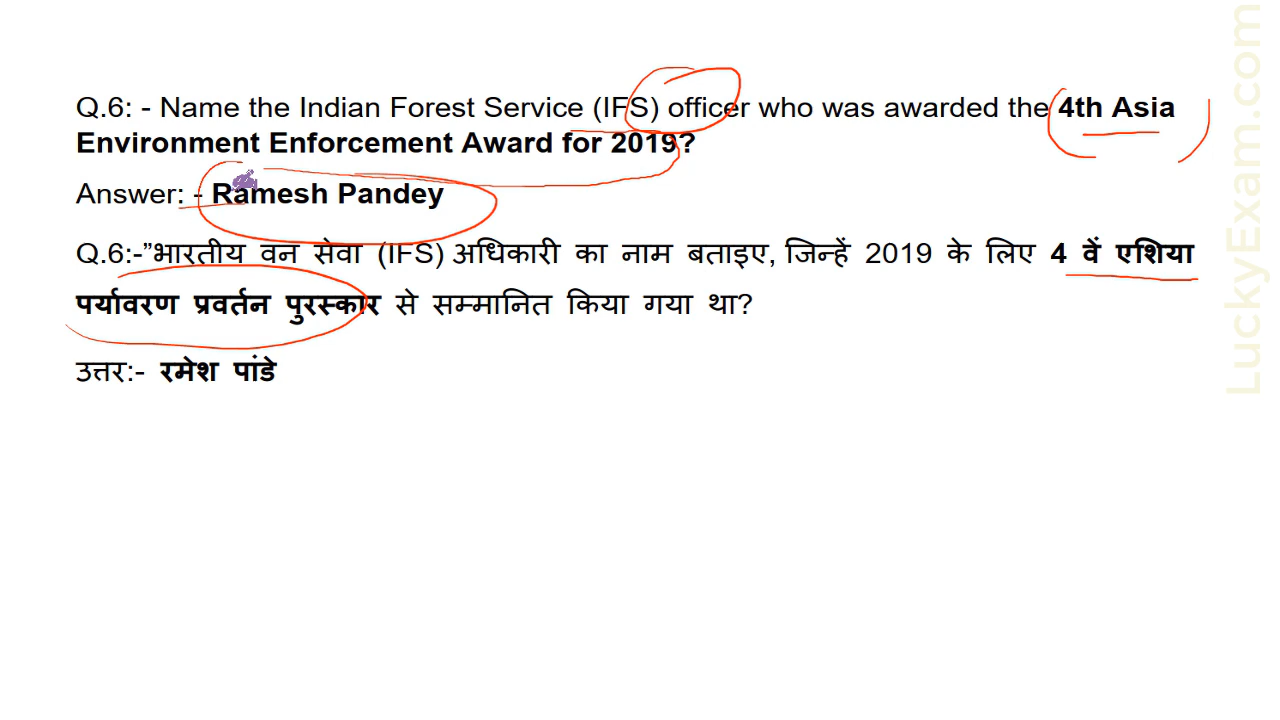 Q.6: - Name the Indian Forest Service (IFS) officer who was awarded the 4th Asia
Environment Enforcement Award for 2019?
Answer: - Ramesh Pandey
Q.6:-”भारतीय वन सेवा (IFS) अधिकारी का नाम बताइए, जिन्हें 2019 के लिए 4 वें एशिया
पर्यावरण प्रवर्तन पुरस्कार से सम्मानित किया गया था?
उत्तर:- रमेश पांडे
LuckyExam.com